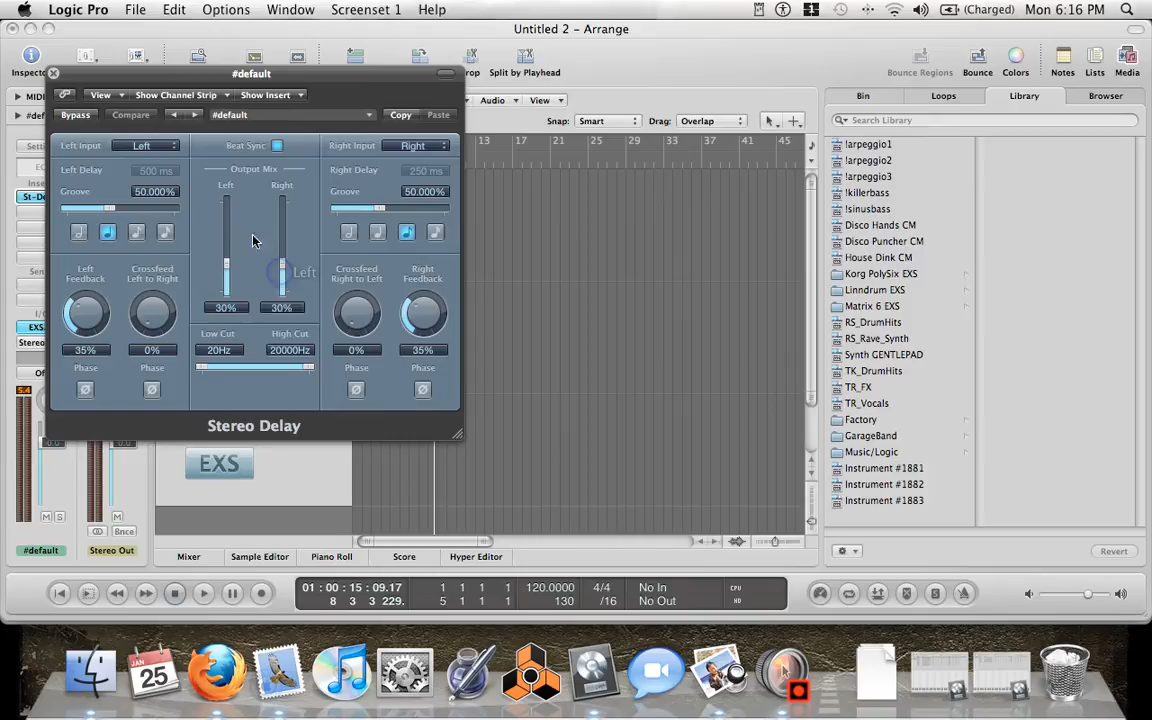 Logic Pro File Edit Options Window Screenset 1 Help 1 (Charged) Mon 6:16 PM
Untitled 2 - Arrange
Inspector Split by Playhead Bounce Regions Bounce Colors Notes Lists Media
#default
MIDI
View Show Channel Strip Show Insert
Audio View Snap: Smart Drag: Overlap
Bin Loops Library Browser
Bypass Compare #default Copy Paste
Search Library
13 17 21 25 29 33 37 41 45
Left Input Left Beat Sync Right Input Right
Left Delay 500 ms Output Mix Right Delay 250 ms
Groove 50.000% Left Right Groove 50.000%
Left Feedback Crossfeed Left to Right Left Crossfeed Right to Left Right Feedback
30% 30%
Low Cut High Cut
35% 0% 20Hz 20000Hz 0% 35%
Phase Phase Phase Phase
Ø Ø Ø Ø
Stereo Delay
EXS
M S M
Bnce
#default Stereo Out
Mixer Sample Editor Piano Roll Score Hyper Editor
!arpeggio1
!arpeggio2
!arpeggio3
!killerbass
!sinusbass
Disco Hands CM
Disco Puncher CM
House Dink CM
Korg PolySix EXS
Linndrum EXS
Matrix 6 EXS
RS_DrumHits
RS_Rave_Synth
Synth GENTLEPAD
TK_DrumHits
TR_FX
TR_Vocals
Factory
GarageBand
Music/Logic
Instrument #1881
Instrument #1882
Instrument #1883
Revert
01 : 00 : 15 : 09.17 1 1 1 1 120.0000 4/4 No In CPU
8 3 3 229. 5 1 1 1 130 /16 No Out HD
JAN
25